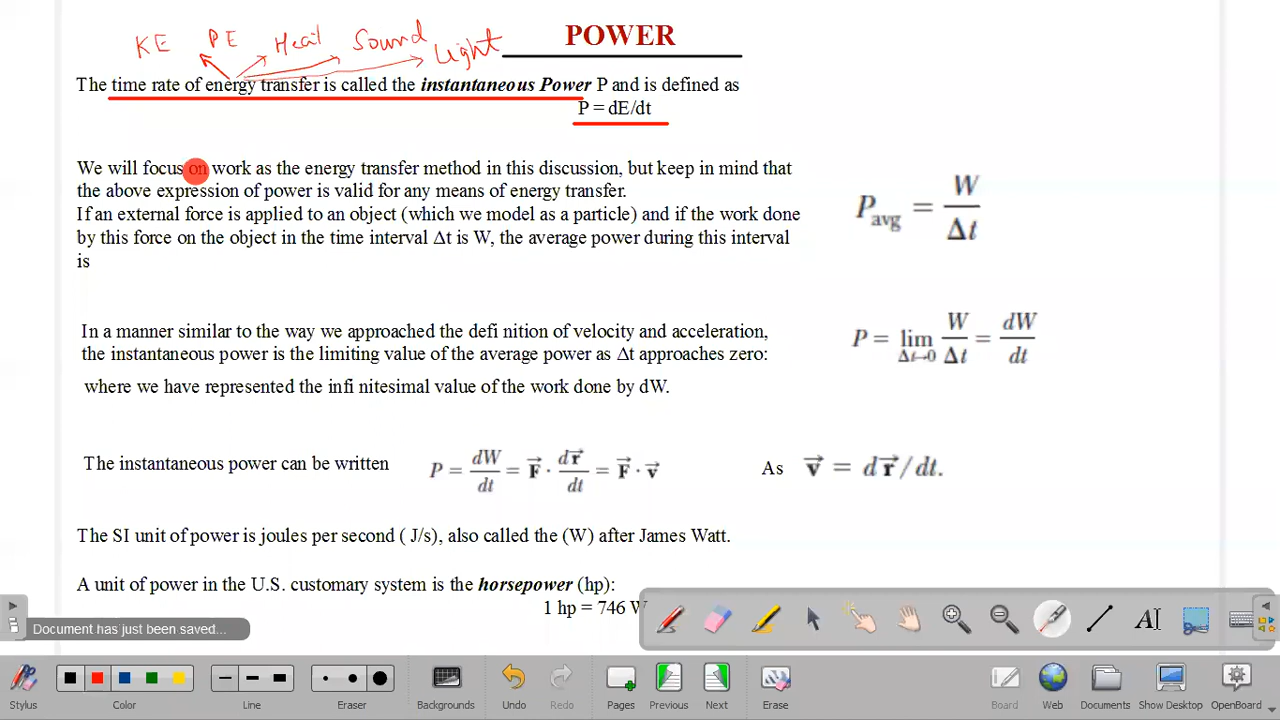 POWER
KE PE Heat Sound Light
The time rate of energy transfer is called the instantaneous Power P and is defined as
P = dE/dt
We will focus on work as the energy transfer method in this discussion, but keep in mind that
the above expression of power is valid for any means of energy transfer.
If an external force is applied to an object (which we model as a particle) and if the work done
by this force on the object in the time interval Δt is W, the average power during this interval
is
P_avg = W/Δt
In a manner similar to the way we approached the defi nition of velocity and acceleration,
the instantaneous power is the limiting value of the average power as Δt approaches zero:
where we have represented the infi nitesimal value of the work done by dW.
P = lim Δt→0 W/Δt = dW/dt
The instantaneous power can be written P = dW/dt = F⃗ · dr⃗/dt = F⃗ · v⃗ As v⃗ = dr⃗/dt.
The SI unit of power is joules per second ( J/s), also called the (W) after James Watt.
A unit of power in the U.S. customary system is the horsepower (hp):
1 hp = 746 W
Document has just been saved...
Stylus Color Line Eraser Backgrounds Undo Redo Pages Previous Next Erase Board Web Documents Show Desktop OpenBoard